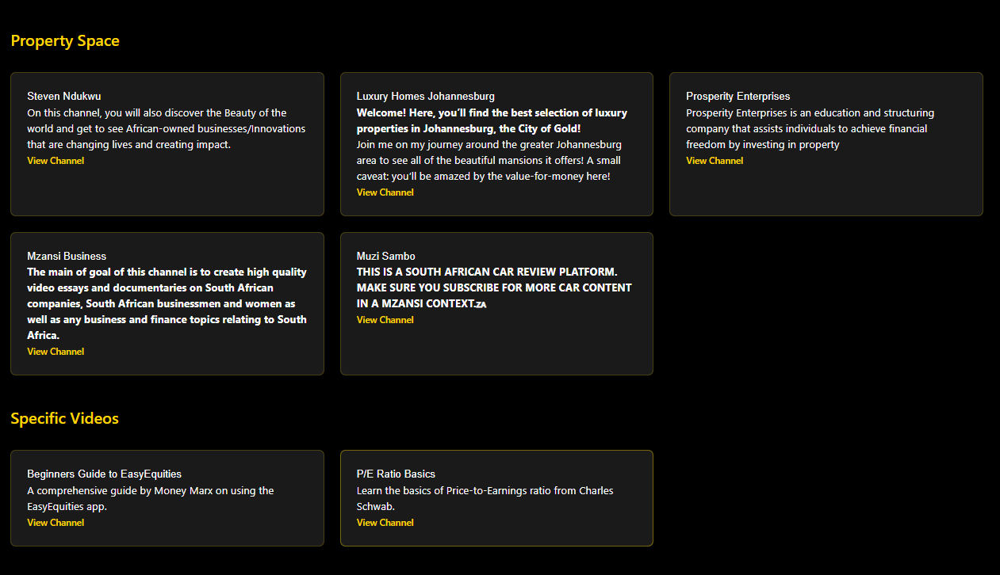 Property Space
Steven Ndukwu
On this channel, you will also discover the Beauty of the
world and get to see African-owned businesses/Innovations
that are changing lives and creating impact.
View Channel
Luxury Homes Johannesburg
Welcome! Here, you’ll find the best selection of luxury
properties in Johannesburg, the City of Gold!
Join me on my journey around the greater Johannesburg
area to see all of the beautiful mansions it offers! A small
caveat: you’ll be amazed by the value-for-money here!
View Channel
Prosperity Enterprises
Prosperity Enterprises is an education and structuring
company that assists individuals to achieve financial
freedom by investing in property
View Channel
Mzansi Business
The main of goal of this channel is to create high quality
video essays and documentaries on South African
companies, South African businessmen and women as
well as any business and finance topics relating to South
Africa.
View Channel
Muzi Sambo
THIS IS A SOUTH AFRICAN CAR REVIEW PLATFORM.
MAKE SURE YOU SUBSCRIBE FOR MORE CAR CONTENT
IN A MZANSI CONTEXT.ZA
View Channel
Specific Videos
Beginners Guide to EasyEquities
A comprehensive guide by Money Marx on using the
EasyEquities app.
View Channel
P/E Ratio Basics
Learn the basics of Price-to-Earnings ratio from Charles
Schwab.
View Channel